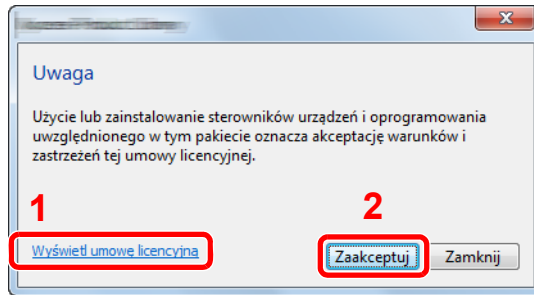 Uwaga
Użycie lub zainstalowanie sterowników urządzeń i oprogramowania
uwzględnionego w tym pakiecie oznacza akceptację warunków i
zastrzeżeń tej umowy licencyjnej.
1
2
Wyświetl umowę licencyjną
Zaakceptuj
Zamknij